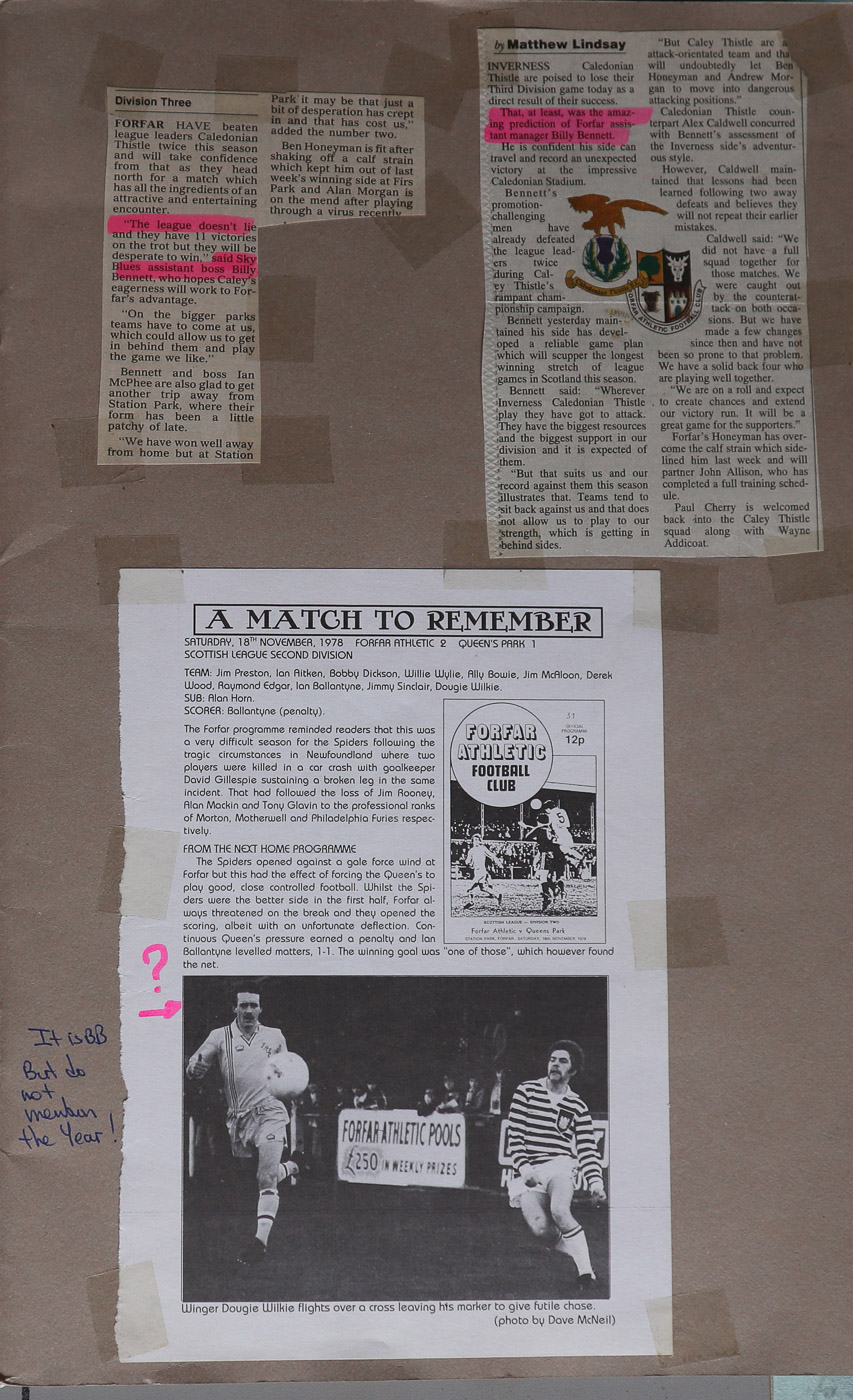 Division Three
FORFAR HAVE beaten
league leaders Caledonian
Thistle twice this season
and will take confidence
from that as they head
north for a match which
has all the ingredients of an
attractive and entertaining
encounter.
"The league doesn't lie
and they have 11 victories
on the trot but they will be
desperate to win," said Sky
Blues assistant boss Billy
Bennett, who hopes Caley's
eagerness will work to For-
far's advantage.
"On the bigger parks
teams have to come at us,
which could allow us to get
in behind them and play
the game we like."
Bennett and boss Ian
McPhee are also glad to get
another trip away from
Station Park, where their
form has been a little
patchy of late.
"We have won well away
from home but at Station
Park it may be that just a
bit of desperation has crept
in and that has cost us,"
added the number two.
Ben Honeyman is fit after
shaking off a calf strain
which kept him out of last
week's winning side at Firs
Park and Alan Morgan is
on the mend after playing
through a virus recently.
by Matthew Lindsay
INVERNESS Caledonian
Thistle are poised to lose their
Third Division game today as a
direct result of their success.
That, at least, was the amaz-
ing prediction of Forfar assis-
tant manager Billy Bennett.
He is confident his side can
travel and record an unexpected
victory at the impressive
Caledonian Stadium.
Bennett's
promotion-
challenging
men have
already defeated
the league lead-
ers twice
during Cal-
ey Thistle's
rampant cham-
pionship campaign.
Bennett yesterday main-
tained his side has devel-
oped a reliable game plan
which will scupper the longest
winning stretch of league
games in Scotland this season.
Bennett said: "Wherever
Inverness Caledonian Thistle
play they have got to attack.
They have the biggest resources
and the biggest support in our
division and it is expected of
them.
"But that suits us and our
record against them this season
illustrates that. Teams tend to
sit back against us and that does
not allow us to play to our
strength, which is getting in
behind sides.
"But Caley Thistle are a
attack-orientated team and tha
will undoubtedly let Ben
Honeyman and Andrew Mor-
gan to move into dangerous
attacking positions."
Caledonian Thistle coun-
terpart Alex Caldwell concurred
with Bennett's assessment of
the Inverness side's adventur-
ous style.
However, Caldwell main-
tained that lessons had been
learned following two away
defeats and believes they
will not repeat their earlier
mistakes.
Caldwell said: "We
did not have a full
squad together for
those matches. We
were caught out
by the counterat-
tack on both occa-
sions. But we have
made a few changes
since then and have not
been so prone to that problem.
We have a solid back four who
are playing well together.
"We are on a roll and expect
to create chances and extend
our victory run. It will be a
great game for the supporters."
Forfar's Honeyman has over-
come the calf strain which side-
lined him last week and will
partner John Allison, who has
completed a full training sched-
ule.
Paul Cherry is welcomed
back into the Caley Thistle
squad along with Wayne
Addicoat.
FORFAR ATHLETIC FOOTBALL CLUB
A MATCH TO REMEMBER
SATURDAY, 18TH NOVEMBER, 1978 FORFAR ATHLETIC 2 QUEEN'S PARK 1
SCOTTISH LEAGUE SECOND DIVISION
TEAM: Jim Preston, Ian Aitken, Bobby Dickson, Willie Wylie, Ally Bowie, Jim McAloon, Derek
Wood, Raymond Edgar, Ian Ballantyne, Jimmy Sinclair, Dougie Wilkie.
SUB: Alan Horn.
SCORER: Ballantyne (penalty).
The Forfar programme reminded readers that this was
a very difficult season for the Spiders following the
tragic circumstances in Newfoundland where two
players were killed in a car crash with goalkeeper
David Gillespie sustaining a broken leg in the same
incident. That had followed the loss of Jim Rooney,
Alan Mackin and Tony Glavin to the professional ranks
of Morton, Motherwell and Philadelphia Furies respec-
tively.
FROM THE NEXT HOME PROGRAMME
The Spiders opened against a gale force wind at
Forfar but this had the effect of forcing the Queen's to
play good, close controlled football. Whilst the Spi-
ders were the better side in the first half, Forfar al-
ways threatened on the break and they opened the
scoring, albeit with an unfortunate deflection. Con-
tinuous Queen's pressure earned a penalty and Ian
Ballantyne levelled matters, 1-1. The winning goal was "one of those", which however found
the net.
51
OFFICIAL
PROGRAMME
12p
FORFAR
ATHLETIC
FOOTBALL
CLUB
SCOTTISH LEAGUE — DIVISION TWO
Forfar Athletic v Queens Park
STATION PARK, FORFAR, SATURDAY, 18th NOVEMBER, 1978
?
It is BB
But do
not
mention
the Year!
FORFAR ATHLETIC POOLS
£250 IN WEEKLY PRIZES
Winger Dougie Wilkie flights over a cross leaving his marker to give futile chase.
(photo by Dave McNeil)